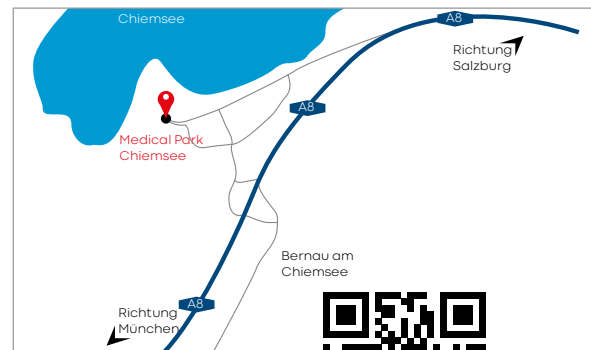 Chiemsee
A8
Richtung
Salzburg
A8
Medical Park
Chiemsee
Bernau am
Chiemsee
A8
Richtung
München